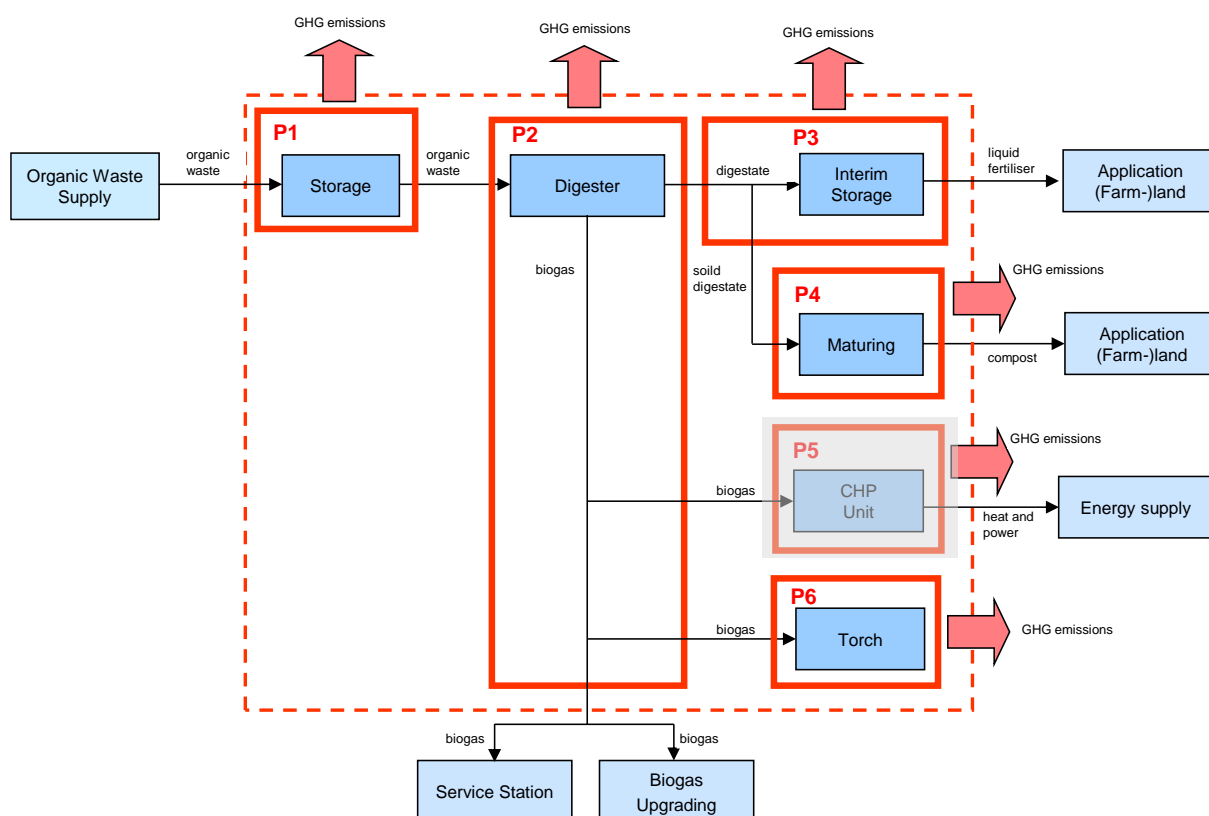 GHG emissions
GHG emissions
GHG emissions
P1
P2
P3
organic
waste
organic
waste
digestate
liquid
fertiliser
Organic Waste
Supply
Storage
Digester
Interim
Storage
Application
(Farm-)land
biogas
soild
digestate
P4
GHG emissions
Maturing
compost
Application
(Farm-)land
P5
GHG emissions
biogas
CHP
Unit
heat and
power
Energy supply
P6
biogas
Torch
GHG emissions
biogas
biogas
Service Station
Biogas
Upgrading